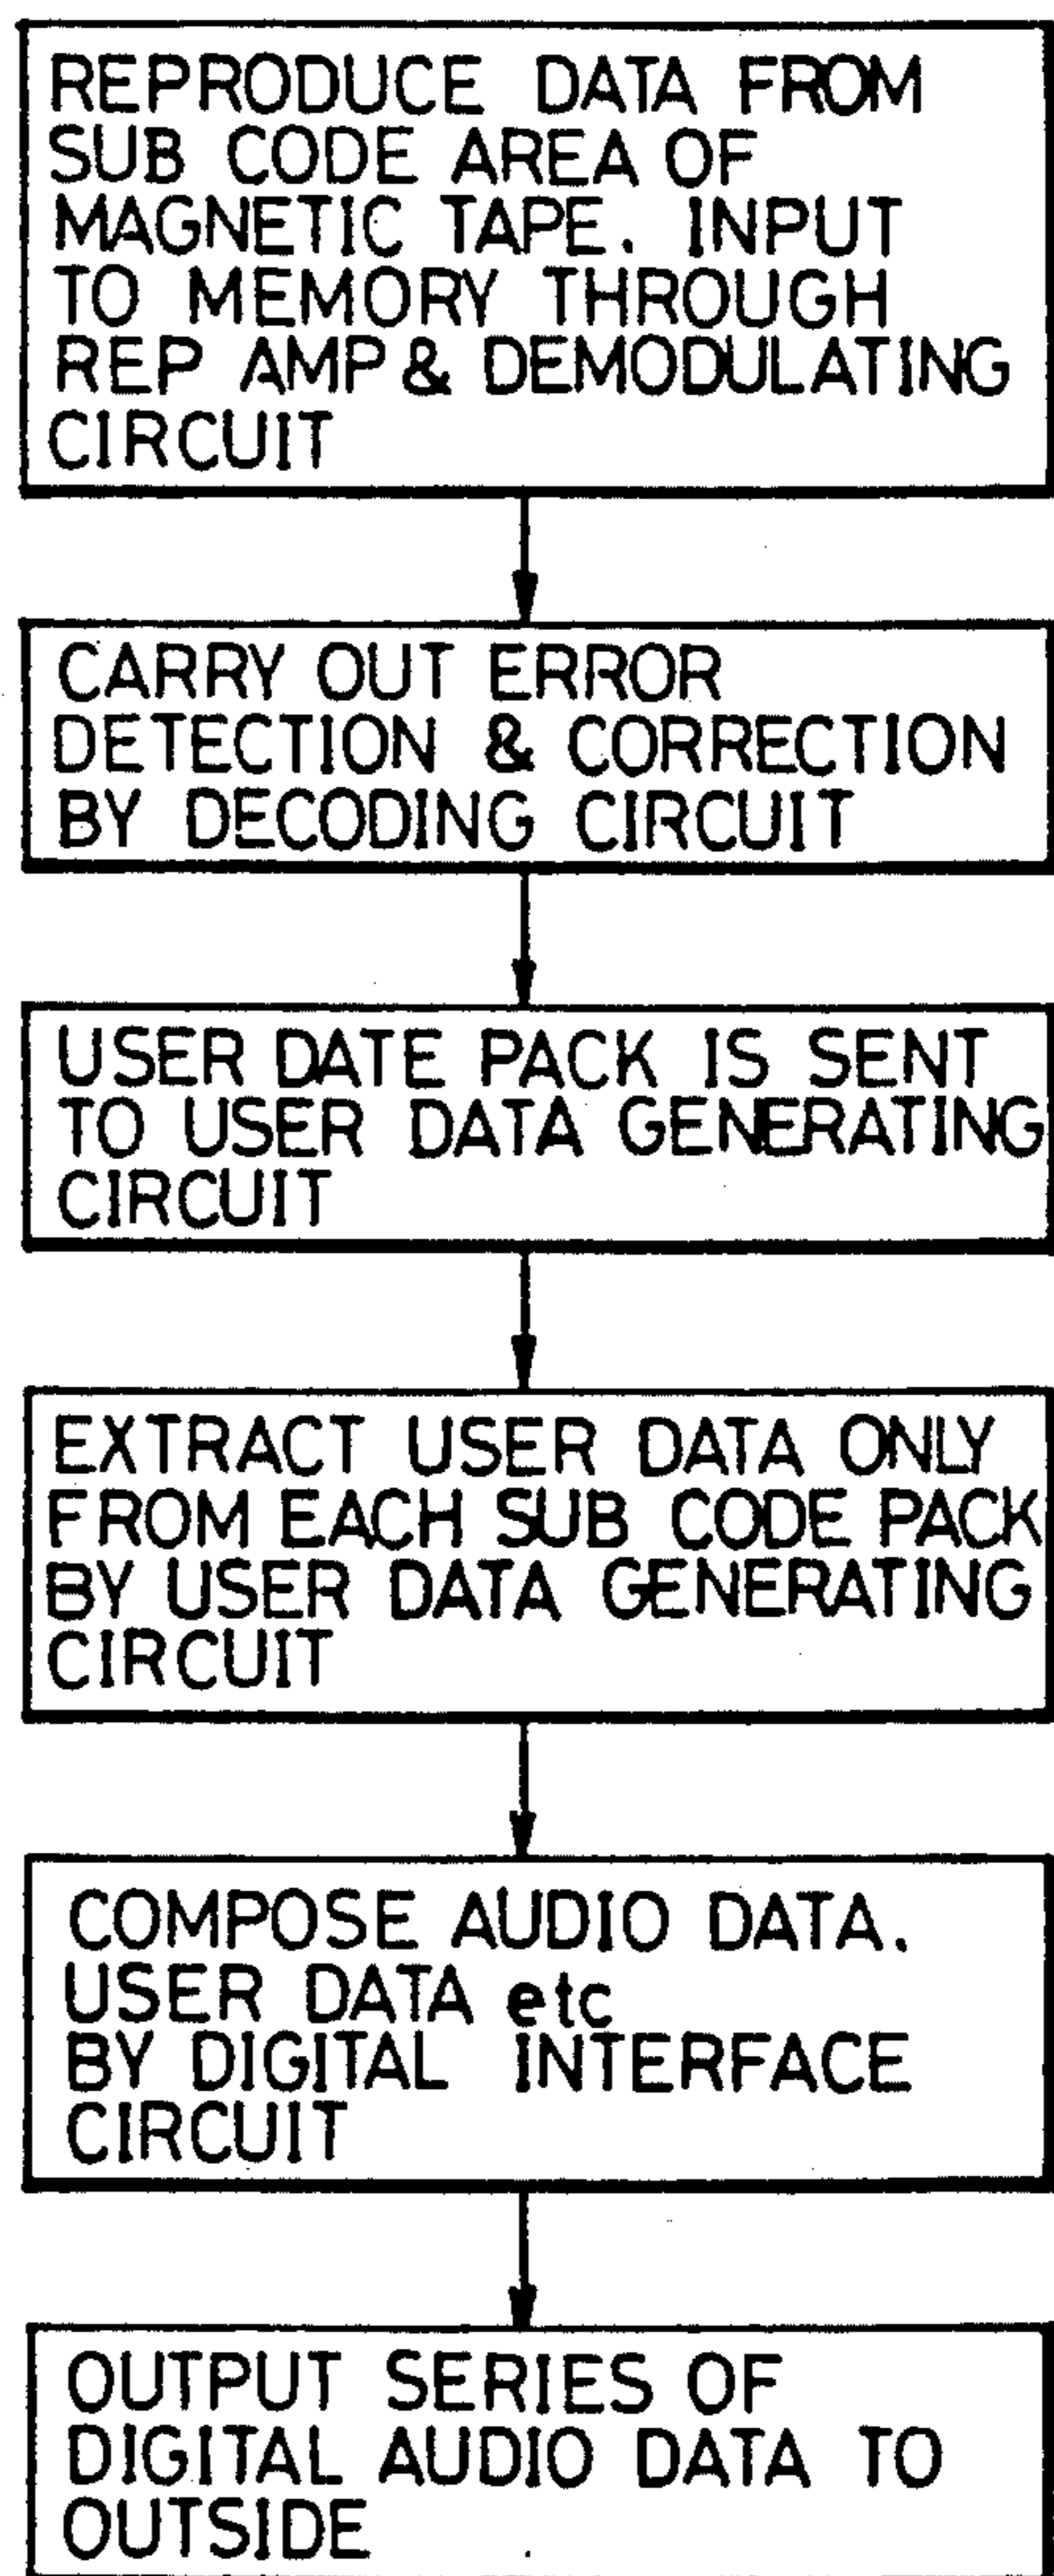 REPRODUCE DATA FROM
SUB CODE AREA OF
MAGNETIC TAPE. INPUT
TO MEMORY THROUGH
REP AMP & DEMODULATING
CIRCUIT
CARRY OUT ERROR
DETECTION & CORRECTION
BY DECODING CIRCUIT
USER DATE PACK IS SENT
TO USER DATA GENERATING
CIRCUIT
EXTRACT USER DATA ONLY
FROM EACH SUB CODE PACK
BY USER DATA GENERATING
CIRCUIT
COMPOSE AUDIO DATA.
USER DATA etc
BY DIGITAL INTERFACE
CIRCUIT
OUTPUT SERIES OF
DIGITAL AUDIO DATA TO
OUTSIDE